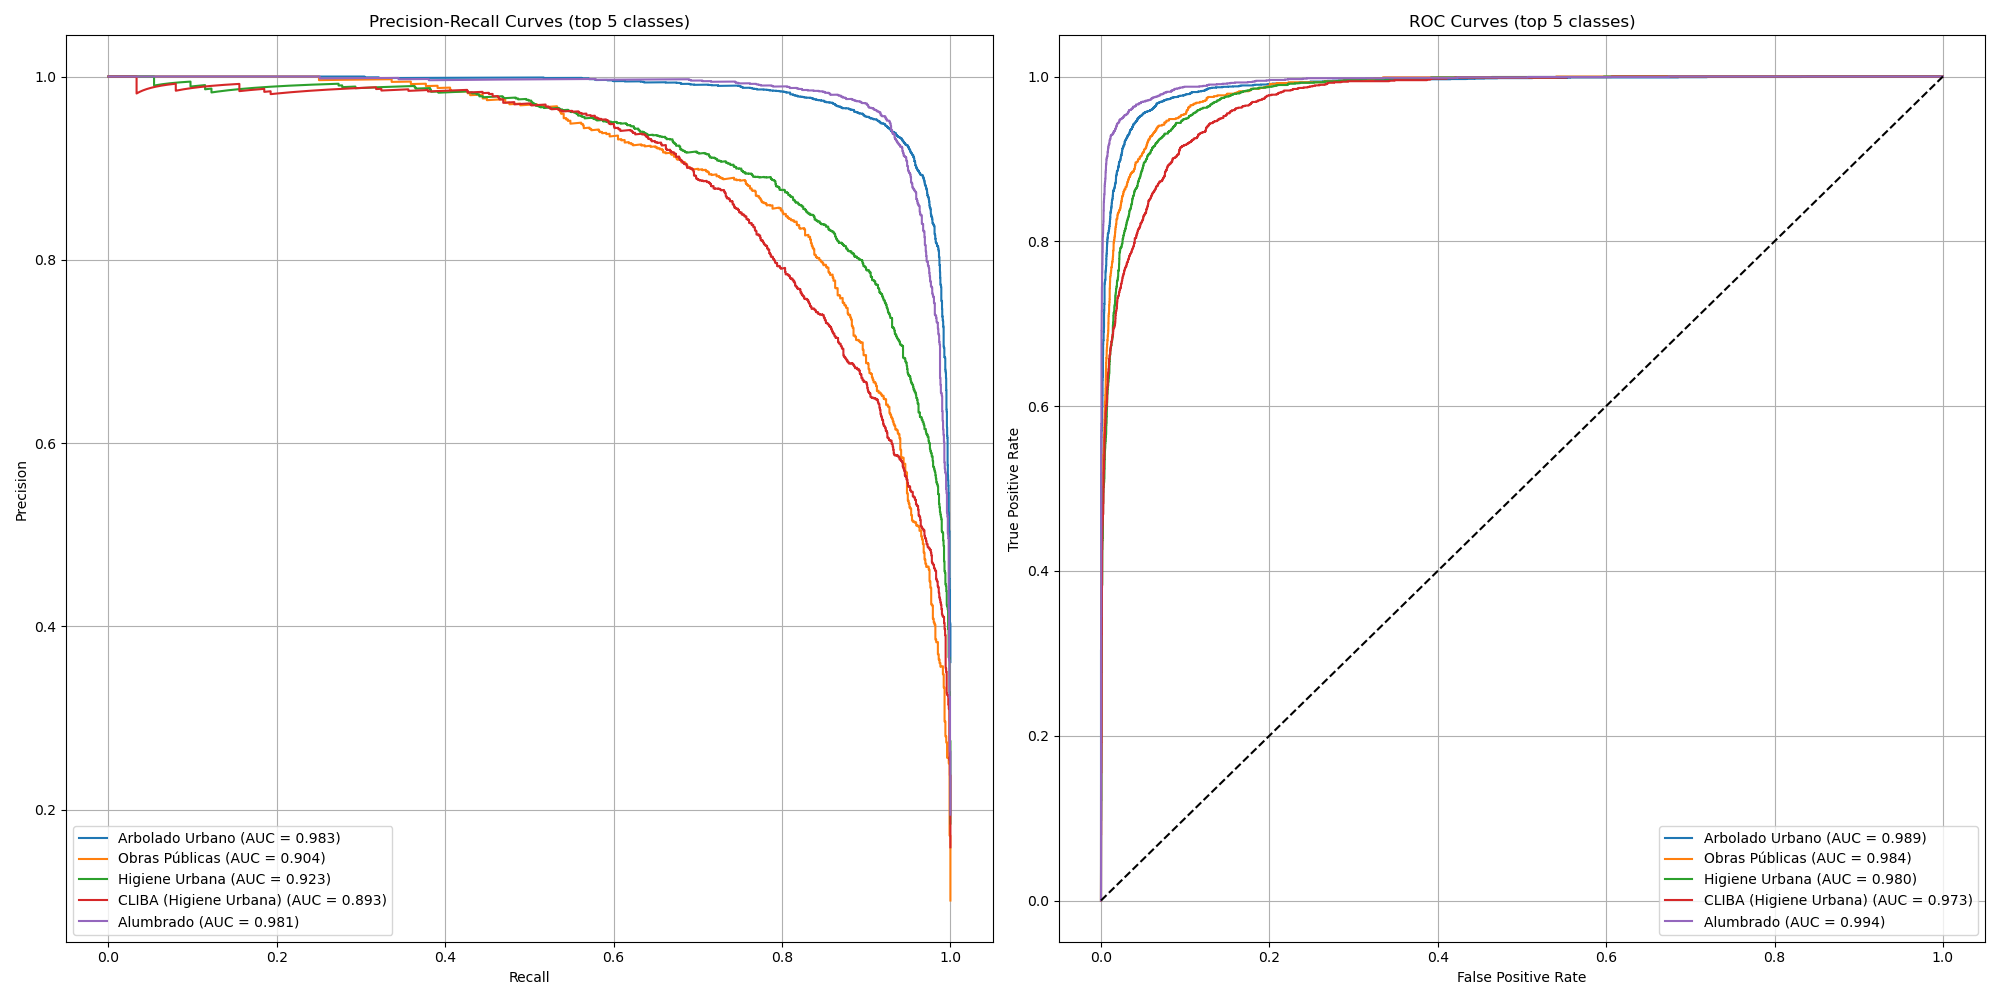 Precision-Recall Curves (top 5 classes)
1.0
0.8
0.6
0.4
0.2
Precision
0.0
0.2
0.4
0.6
0.8
1.0
Recall
Arbolado Urbano (AUC = 0.983)
Obras Públicas (AUC = 0.904)
Higiene Urbana (AUC = 0.923)
CLIBA (Higiene Urbana) (AUC = 0.893)
Alumbrado (AUC = 0.981)
ROC Curves (top 5 classes)
1.0
0.8
0.6
0.4
0.2
0.0
True Positive Rate
0.0
0.2
0.4
0.6
0.8
1.0
False Positive Rate
Arbolado Urbano (AUC = 0.989)
Obras Públicas (AUC = 0.984)
Higiene Urbana (AUC = 0.980)
CLIBA (Higiene Urbana) (AUC = 0.973)
Alumbrado (AUC = 0.994)